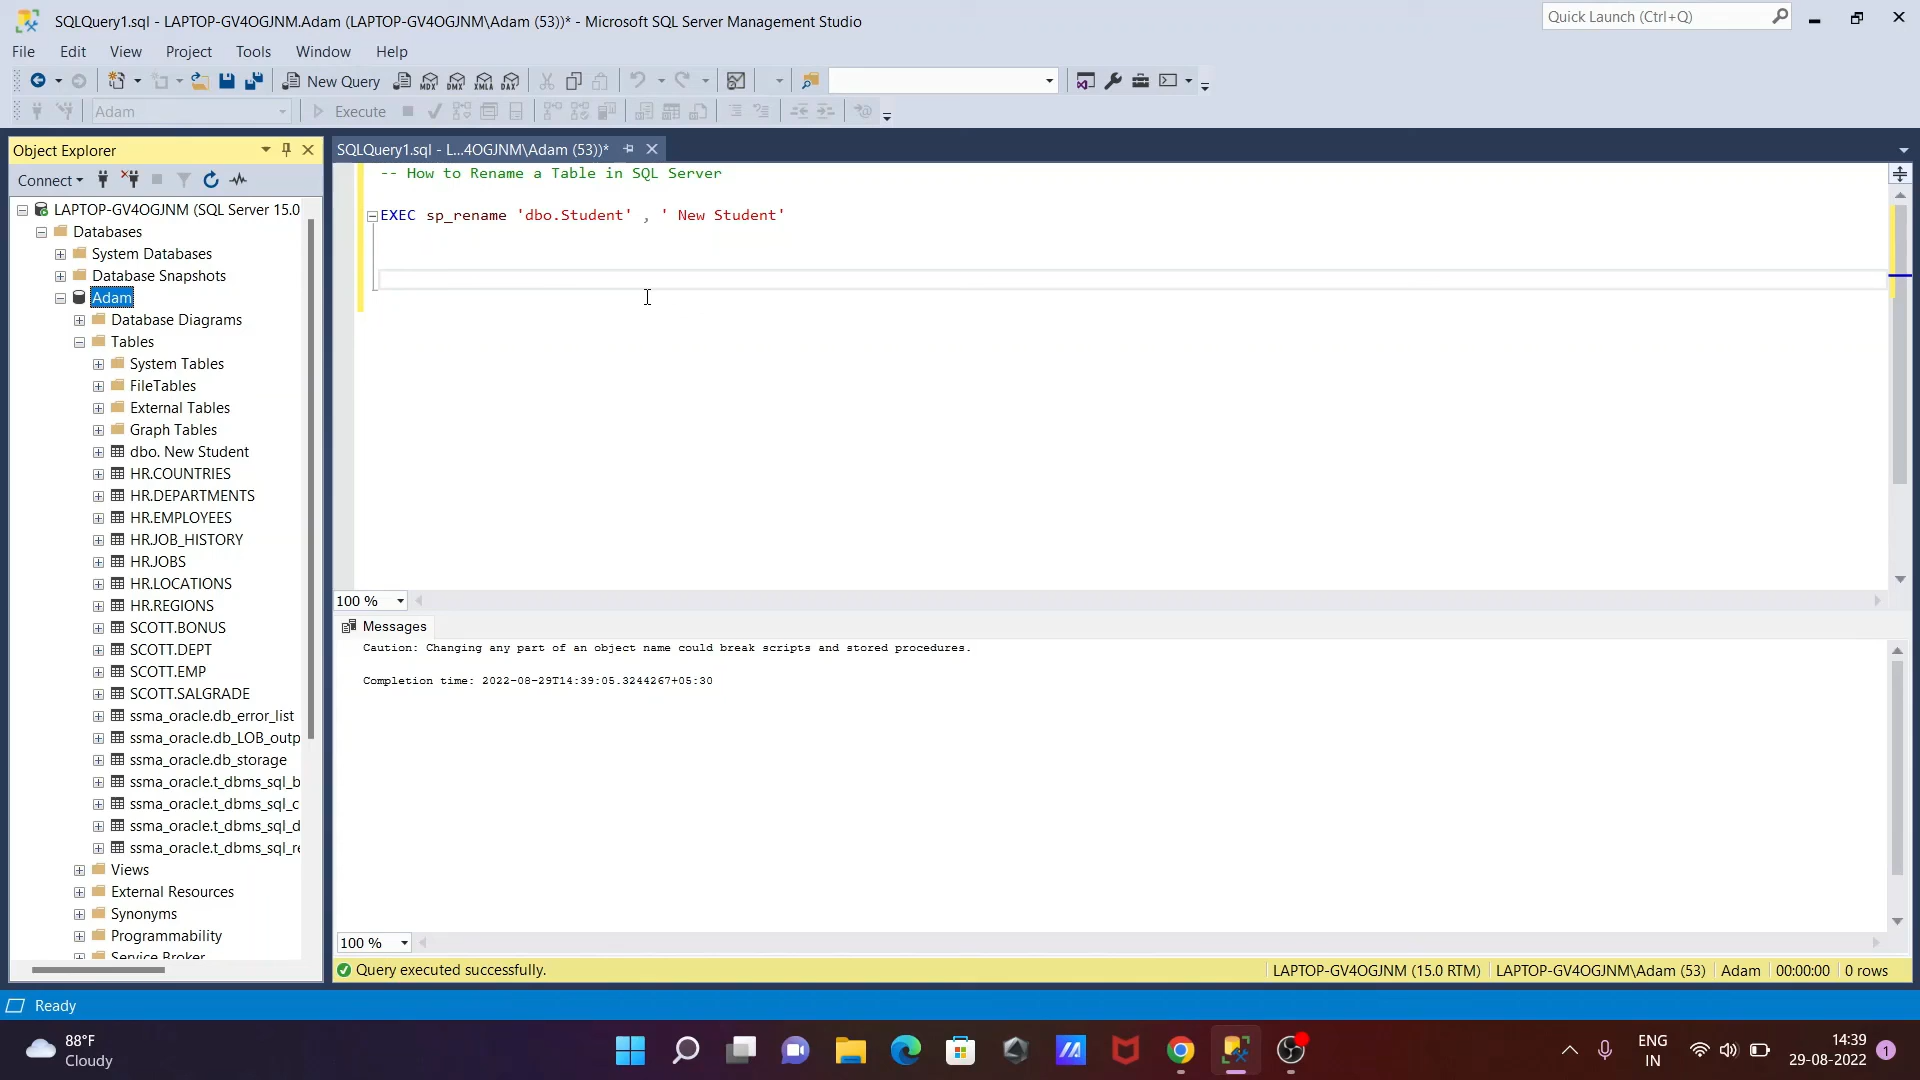 SQLQuery1.sql - LAPTOP-GV4OGJNM.Adam (LAPTOP-GV4OGJNM\Adam (53))* - Microsoft SQL Server Management Studio
Quick Launch (Ctrl+Q)
File Edit View Project Tools Window Help
New Query MDX DMX XMLA DAX
Adam Execute
Object Explorer
SQLQuery1.sql - L...4OGJNM\Adam (53))*
Connect
LAPTOP-GV4OGJNM (SQL Server 15.0
Databases
System Databases
Database Snapshots
Adam
Database Diagrams
Tables
System Tables
FileTables
External Tables
Graph Tables
dbo. New Student
HR.COUNTRIES
HR.DEPARTMENTS
HR.EMPLOYEES
HR.JOB_HISTORY
HR.JOBS
HR.LOCATIONS
HR.REGIONS
SCOTT.BONUS
SCOTT.DEPT
SCOTT.EMP
SCOTT.SALGRADE
ssma_oracle.db_error_list
ssma_oracle.db_LOB_outp
ssma_oracle.db_storage
ssma_oracle.t_dbms_sql_b
ssma_oracle.t_dbms_sql_c
ssma_oracle.t_dbms_sql_d
ssma_oracle.t_dbms_sql_re
Views
External Resources
Synonyms
Programmability
Service Broker
-- How to Rename a Table in SQL Server
EXEC sp_rename 'dbo.Student' , ' New Student'
100 %
Messages
Caution: Changing any part of an object name could break scripts and stored procedures.
Completion time: 2022-08-29T14:39:05.3244267+05:30
100 %
Query executed successfully.
LAPTOP-GV4OGJNM (15.0 RTM) LAPTOP-GV4OGJNM\Adam (53) Adam 00:00:00 0 rows
Ready
88°F
Cloudy
ENG
IN
14:39
29-08-2022
1